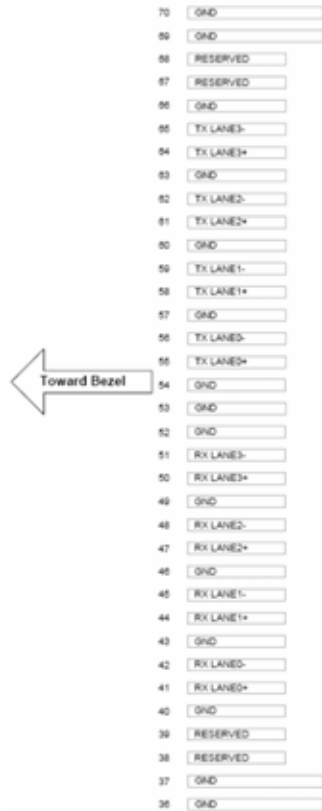 70 GND
69 GND
68 RESERVED
67 RESERVED
66 GND
65 TX LANE3-
64 TX LANE3+
63 GND
62 TX LANE2-
61 TX LANE2+
60 GND
59 TX LANE1-
58 TX LANE1+
57 GND
56 TX LANE0-
55 TX LANE0+
Toward Bezel
54 GND
53 GND
52 GND
51 RX LANE3-
50 RX LANE3+
49 GND
48 RX LANE2-
47 RX LANE2+
46 GND
45 RX LANE1-
44 RX LANE1+
43 GND
42 RX LANE0-
41 RX LANE0+
40 GND
39 RESERVED
38 RESERVED
37 GND
36 GND